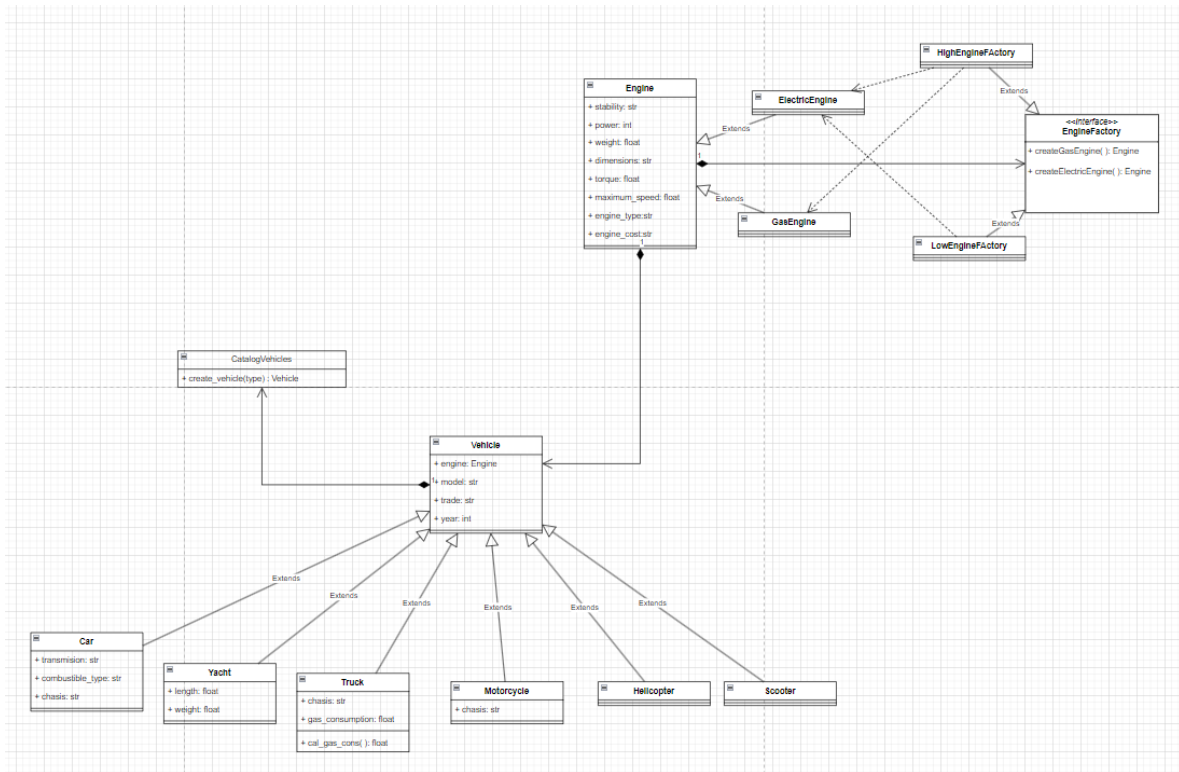 HighEngineFActory
Engine
+ stability: str
+ power: int
+ weight: float
+ dimensions: str
+ torque: float
+ maximum_speed: float
+ engine_type:str
+ engine_cost:str
1
1
ElectricEngine
Extends
Extends
<<interface>>
EngineFactory
+ createGasEngine( ): Engine
+ createElectricEngine( ): Engine
Extends
GasEngine
Extends
LowEngineFActory
CatalogVehicles
+ create_vehicle(type) : Vehicle
Vehicle
+ engine: Engine
1
+ model: str
+ trade: str
+ year: int
Extends
Extends
Extends
Extends
Extends
Extends
Car
+ transmision: str
+ combustible_type: str
+ chasis: str
Yacht
+ length: float
+ weight: float
Truck
+ chasis: str
+ gas_consumption: float
+ cal_gas_cons( ): float
Motorcycle
+ chasis: str
Helicopter
Scooter